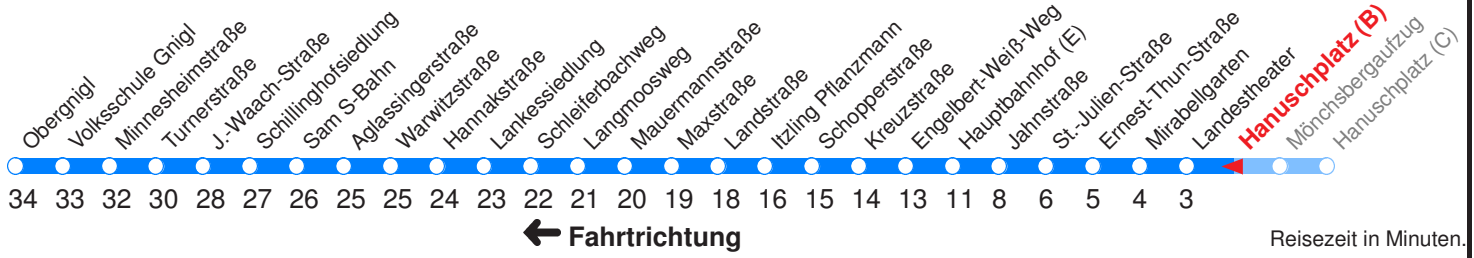 Obergnigl
Volksschule Gnigl
Minnesheimstraße
Turnerstraße
J.-Waach-Straße
Schillinghofsiedlung
Sam S-Bahn
Aglassingerstraße
Warwitzstraße
Hannakstraße
Lankessiedlung
Schleiferbachweg
Langmoosweg
Mauermannstraße
Maxstraße
Landstraße
Itzling Pflanzmann
Schopperstraße
Kreuzstraße
Engelbert-Weiß-Weg
Hauptbahnhof (E)
Jahnstraße
St.-Julien-Straße
Ernest-Thun-Straße
Mirabellgarten
Landestheater
Hanuschplatz (B)
Mönchsbergaufzug
Hanuschplatz (C)
34 33 32 30 28 27 26 25 25 24 23 22 21 20 19 18 16 15 14 13 11 8 6 5 4 3
Fahrtrichtung
Reisezeit in Minuten.